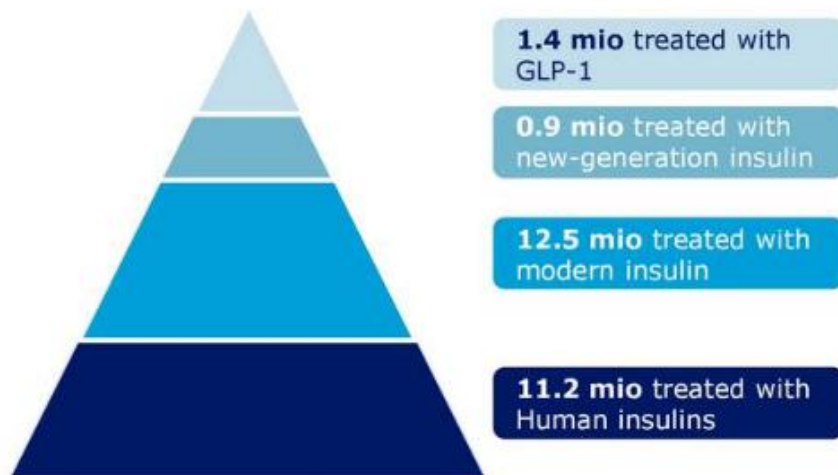 1.4 mio treated with
GLP-1
0.9 mio treated with
new-generation insulin
12.5 mio treated with
modern insulin
11.2 mio treated with
Human insulins